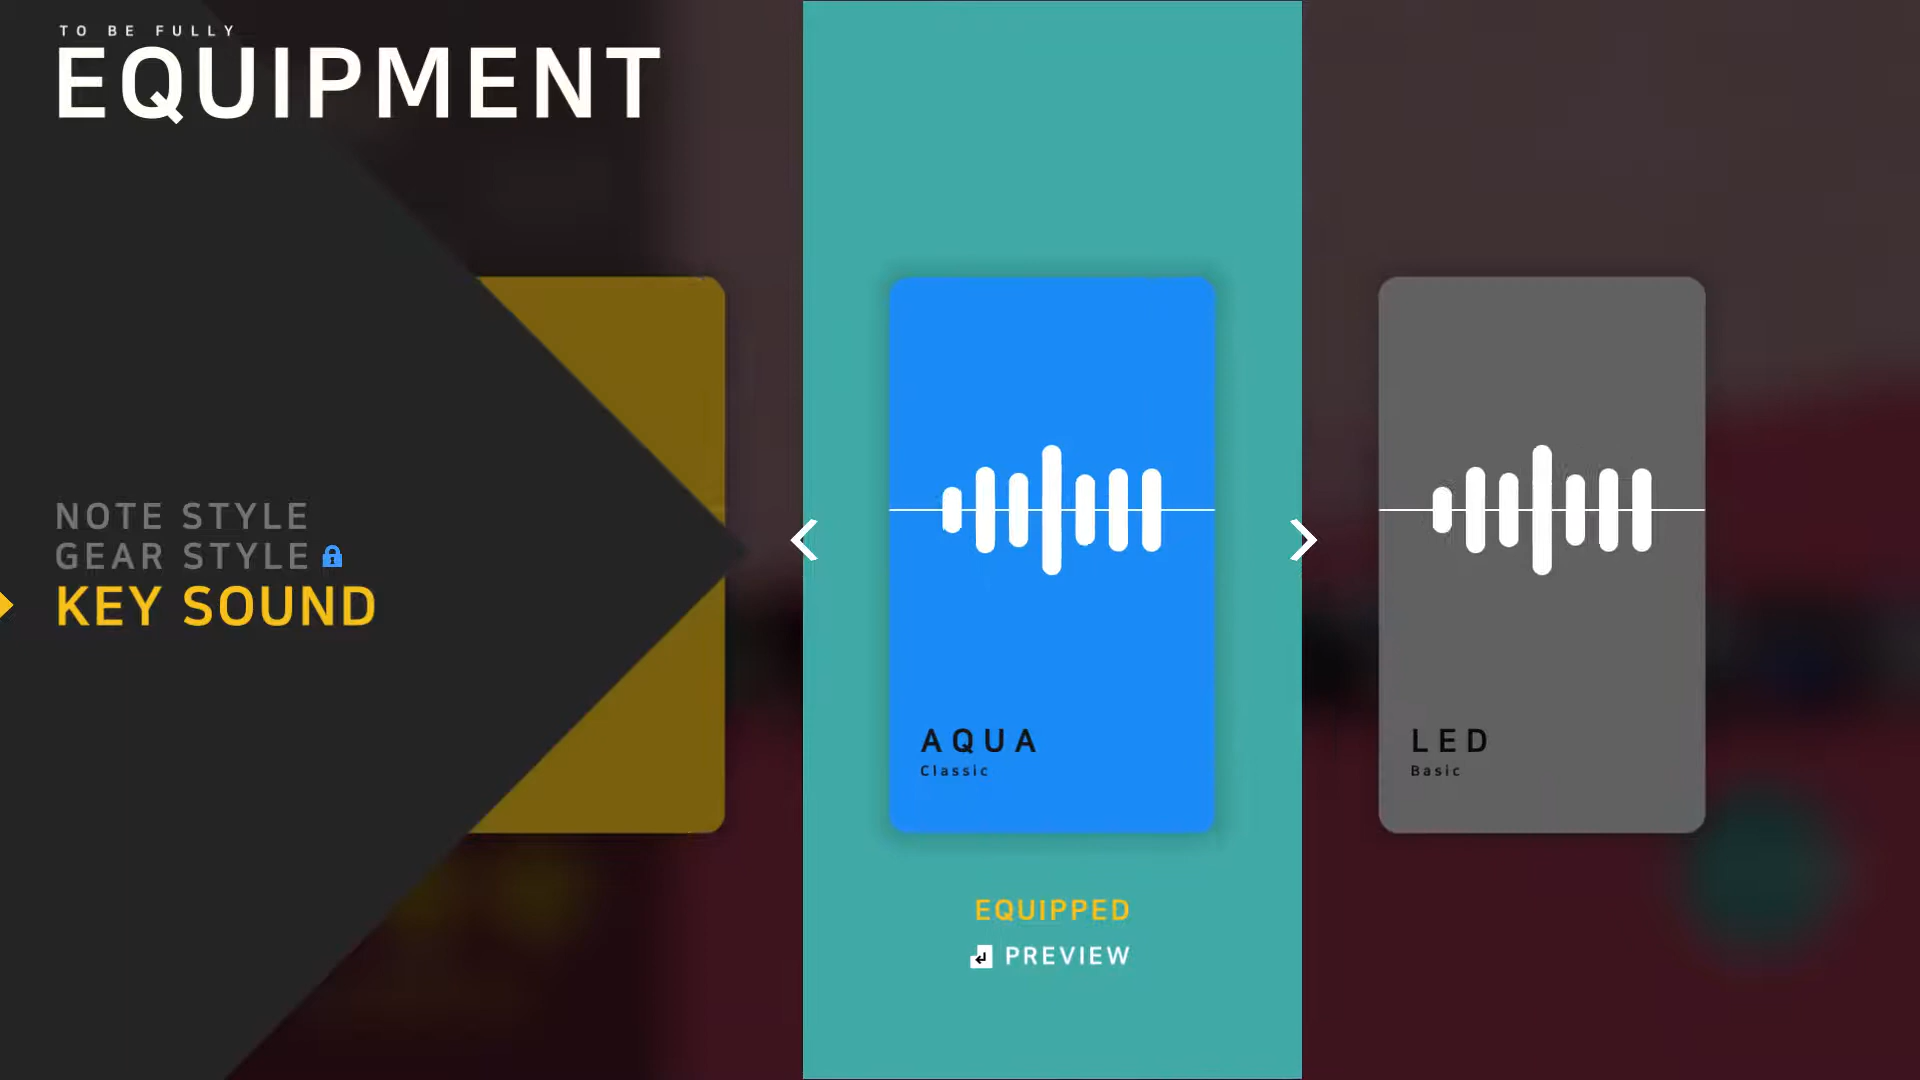 TO BE FULLY
EQUIPMENT
NOTE STYLE
GEAR STYLE
KEY SOUND
AQUA
Classic
LED
Basic
EQUIPPED
PREVIEW